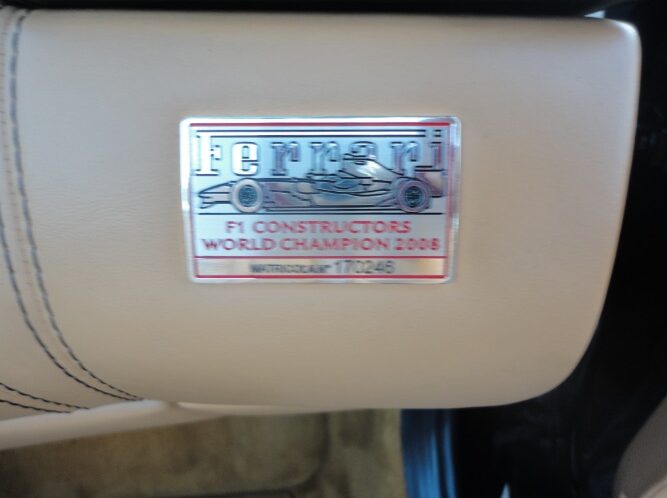 Ferrari
F1 CONSTRUCTORS
WORLD CHAMPION 2008
MATRICOLA N° 170246